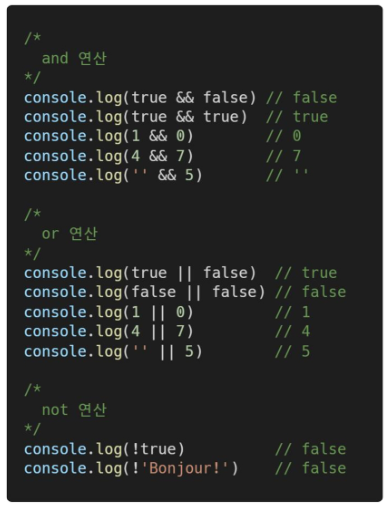 /*
  and 연산
*/
console.log(true && false) // false
console.log(true && true)  // true
console.log(1 && 0)        // 0
console.log(4 && 7)        // 7
console.log('' && 5)       // ''
/*
  or 연산
*/
console.log(true || false)  // true
console.log(false || false) // false
console.log(1 || 0)         // 1
console.log(4 || 7)         // 4
console.log('' || 5)        // 5
/*
  not 연산
*/
console.log(!true)          // false
console.log(!'Bonjour!')    // false